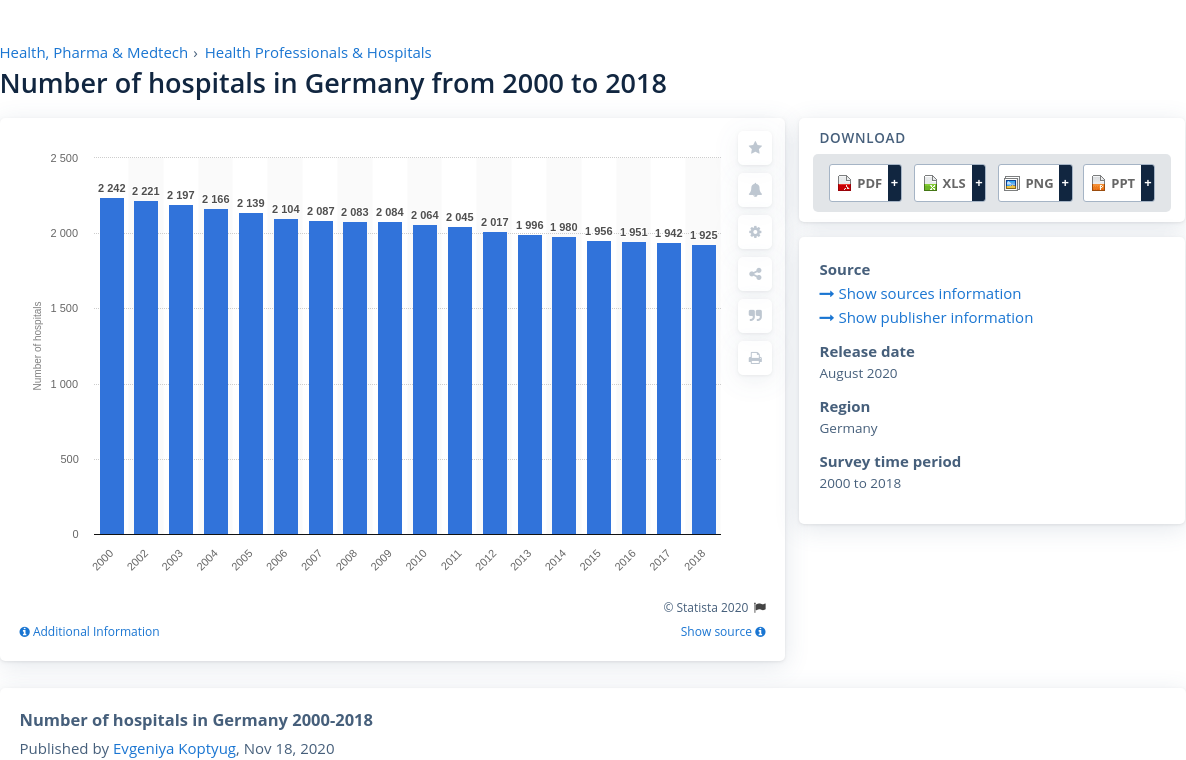 Health, Pharma & Medtech › Health Professionals & Hospitals
Number of hospitals in Germany from 2000 to 2018
2 500
2 000
1 500
1 000
500
0
Number of hospitals
2 242 2 221 2 197 2 166 2 139 2 104 2 087 2 083 2 084 2 064 2 045 2 017 1 996 1 980 1 956 1 951 1 942 1 925
2000 2002 2003 2004 2005 2006 2007 2008 2009 2010 2011 2012 2013 2014 2015 2016 2017 2018
© Statista 2020
Additional Information
Show source
DOWNLOAD
PDF + XLS + PNG + PPT +
Source
Show sources information
Show publisher information
Release date
August 2020
Region
Germany
Survey time period
2000 to 2018
Number of hospitals in Germany 2000-2018
Published by Evgeniya Koptyug, Nov 18, 2020